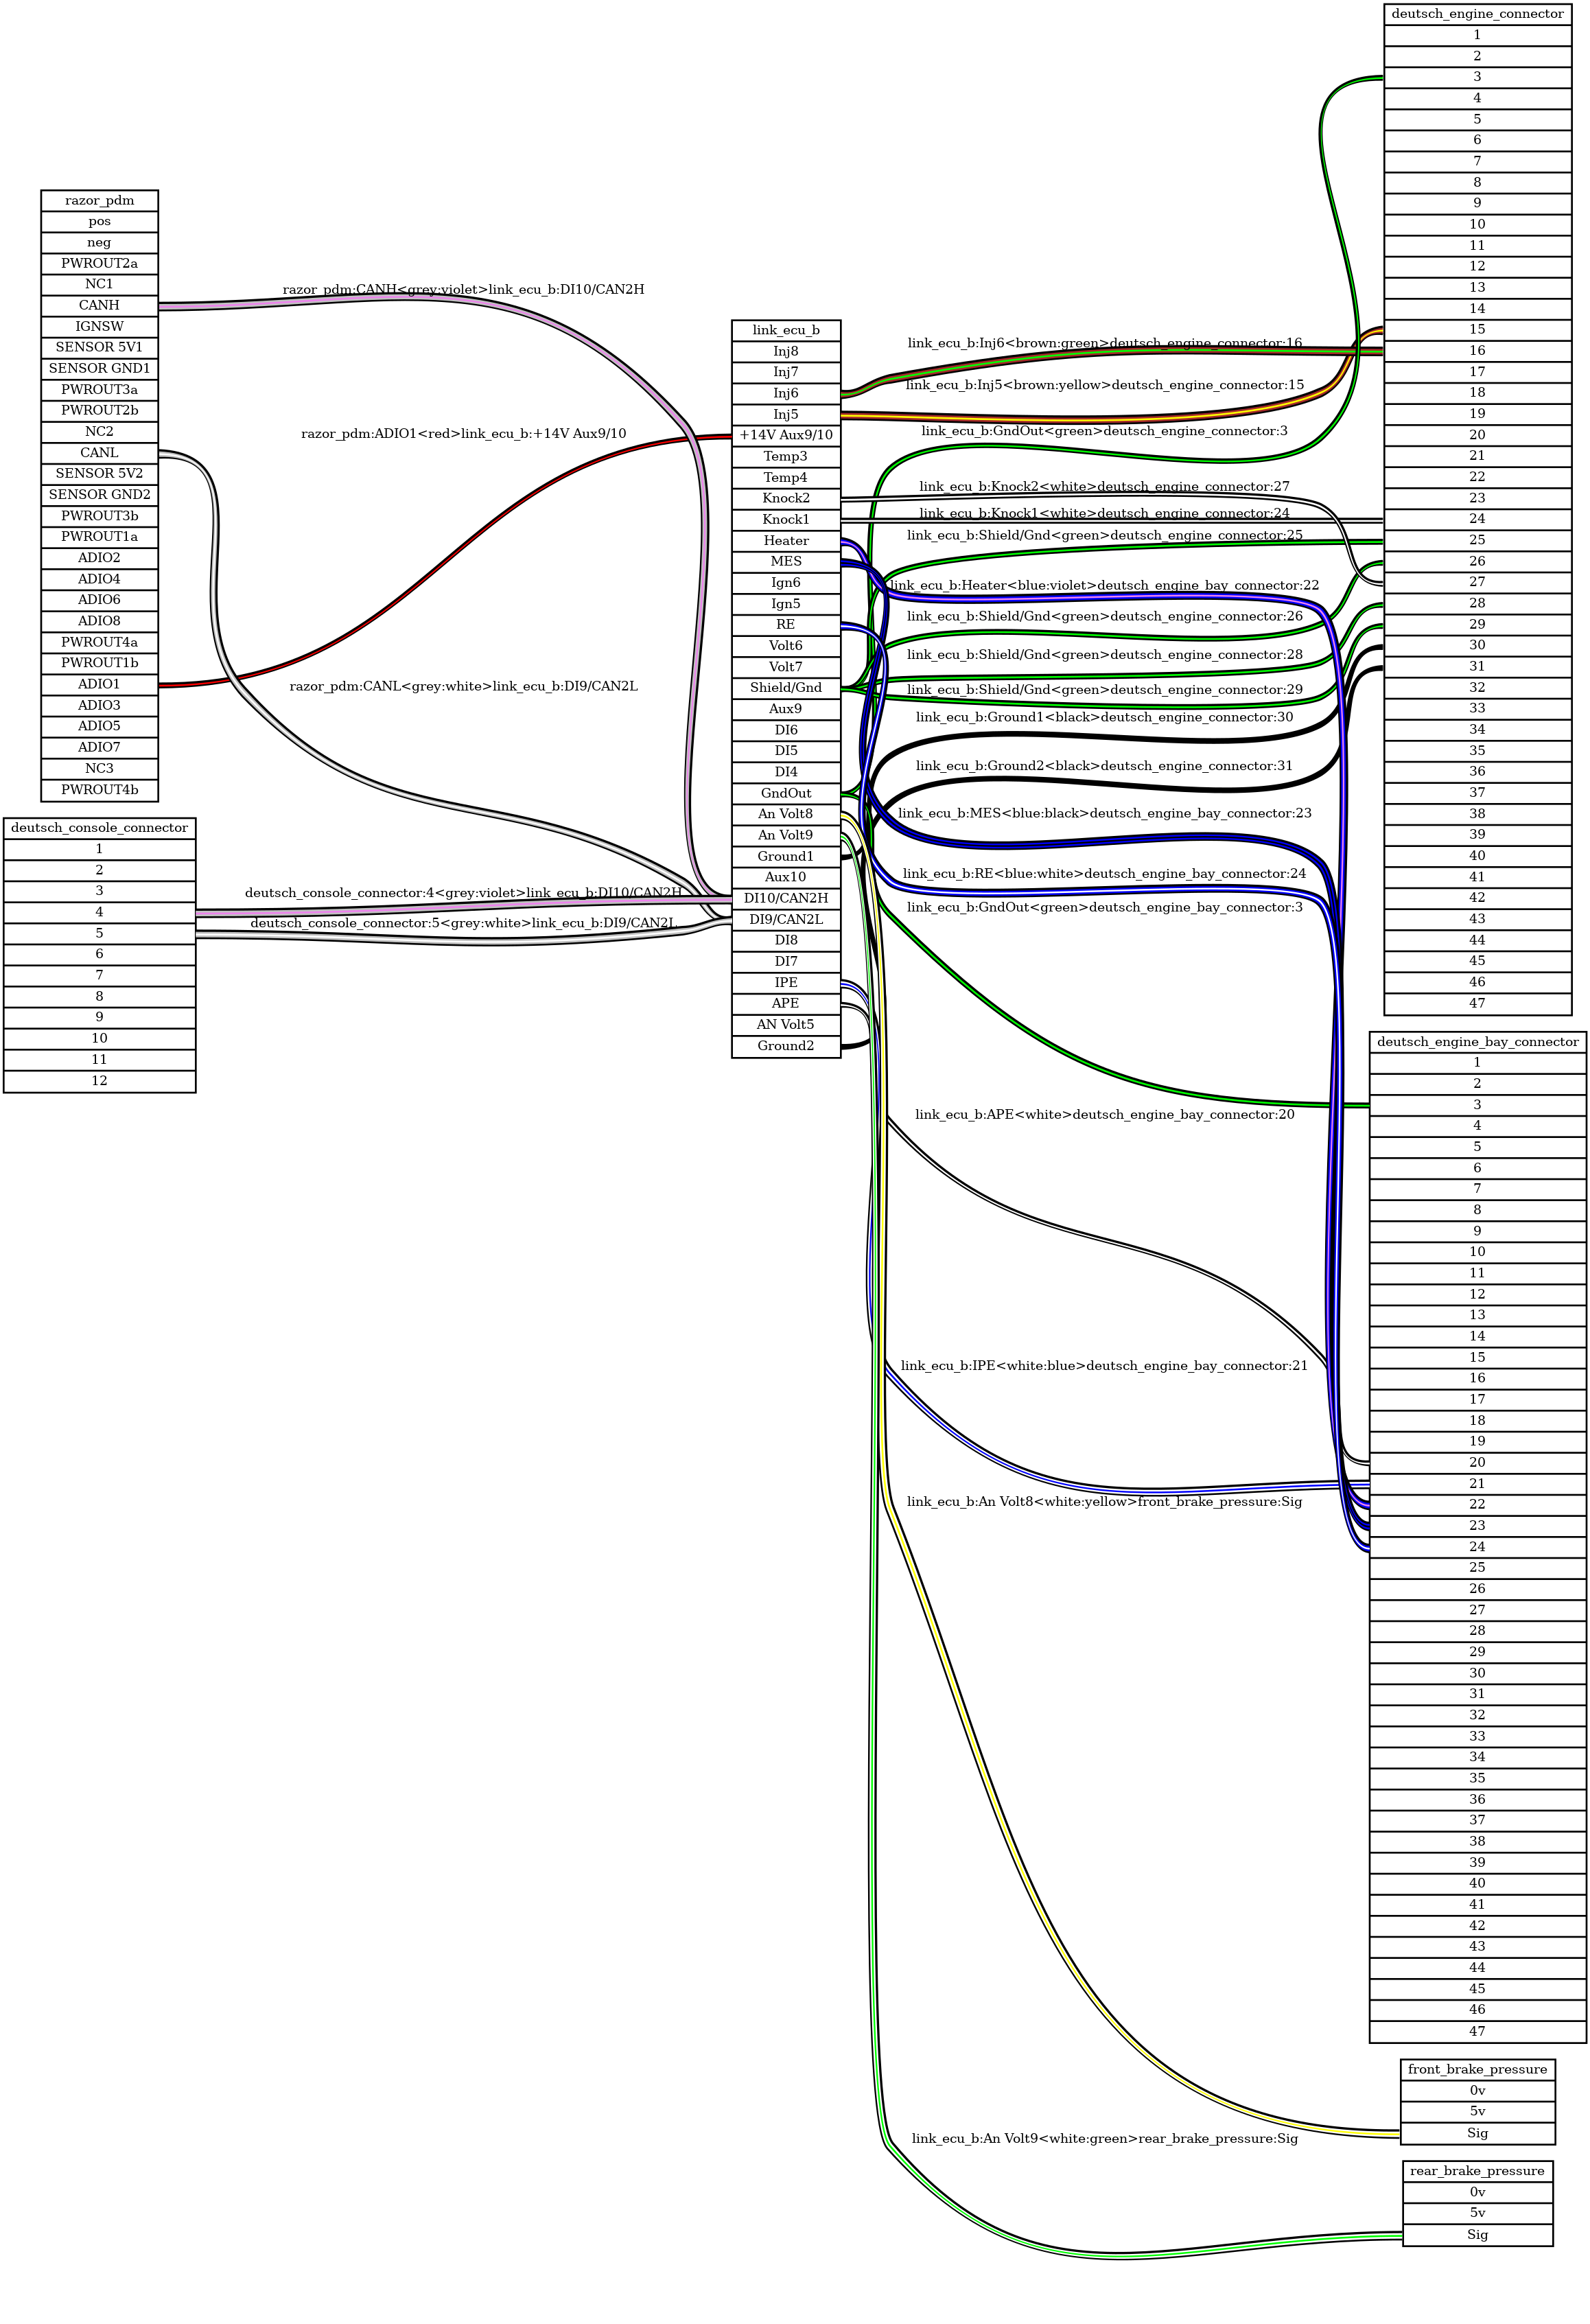 razor_pdm
pos
neg
PWROUT2a
NC1
CANH
IGNSW
SENSOR 5V1
SENSOR GND1
PWROUT3a
PWROUT2b
NC2
CANL
SENSOR 5V2
SENSOR GND2
PWROUT3b
PWROUT1a
ADIO2
ADIO4
ADIO6
ADIO8
PWROUT4a
PWROUT1b
ADIO1
ADIO3
ADIO5
ADIO7
NC3
PWROUT4b
deutsch_console_connector
1
2
3
4
5
6
7
8
9
10
11
12
razor_pdm:CANH<grey:violet>link_ecu_b:DI10/CAN2H
razor_pdm:ADIO1<red>link_ecu_b:+14V Aux9/10
razor_pdm:CANL<grey:white>link_ecu_b:DI9/CAN2L
deutsch_console_connector:4<grey:violet>link_ecu_b:DI10/CAN2H
deutsch_console_connector:5<grey:white>link_ecu_b:DI9/CAN2L
link_ecu_b
Inj8
Inj7
Inj6
Inj5
+14V Aux9/10
Temp3
Temp4
Knock2
Knock1
Heater
MES
Ign6
Ign5
RE
Volt6
Volt7
Shield/Gnd
Aux9
DI6
DI5
DI4
GndOut
An Volt8
An Volt9
Ground1
Aux10
DI10/CAN2H
DI9/CAN2L
DI8
DI7
IPE
APE
AN Volt5
Ground2
link_ecu_b:Inj6<brown:green>deutsch_engine_connector:16
link_ecu_b:Inj5<brown:yellow>deutsch_engine_connector:15
link_ecu_b:GndOut<green>deutsch_engine_connector:3
link_ecu_b:Knock2<white>deutsch_engine_connector:27
link_ecu_b:Knock1<white>deutsch_engine_connector:24
link_ecu_b:Shield/Gnd<green>deutsch_engine_connector:25
link_ecu_b:Heater<blue:violet>deutsch_engine_bay_connector:22
link_ecu_b:Shield/Gnd<green>deutsch_engine_connector:26
link_ecu_b:Shield/Gnd<green>deutsch_engine_connector:28
link_ecu_b:Shield/Gnd<green>deutsch_engine_connector:29
link_ecu_b:Ground1<black>deutsch_engine_connector:30
link_ecu_b:Ground2<black>deutsch_engine_connector:31
link_ecu_b:MES<blue:black>deutsch_engine_bay_connector:23
link_ecu_b:RE<blue:white>deutsch_engine_bay_connector:24
link_ecu_b:GndOut<green>deutsch_engine_bay_connector:3
link_ecu_b:APE<white>deutsch_engine_bay_connector:20
link_ecu_b:IPE<white:blue>deutsch_engine_bay_connector:21
link_ecu_b:An Volt8<white:yellow>front_brake_pressure:Sig
link_ecu_b:An Volt9<white:green>rear_brake_pressure:Sig
deutsch_engine_connector
1
2
3
4
5
6
7
8
9
10
11
12
13
14
15
16
17
18
19
20
21
22
23
24
25
26
27
28
29
30
31
32
33
34
35
36
37
38
39
40
41
42
43
44
45
46
47
deutsch_engine_bay_connector
1
2
3
4
5
6
7
8
9
10
11
12
13
14
15
16
17
18
19
20
21
22
23
24
25
26
27
28
29
30
31
32
33
34
35
36
37
38
39
40
41
42
43
44
45
46
47
front_brake_pressure
0v
5v
Sig
rear_brake_pressure
0v
5v
Sig